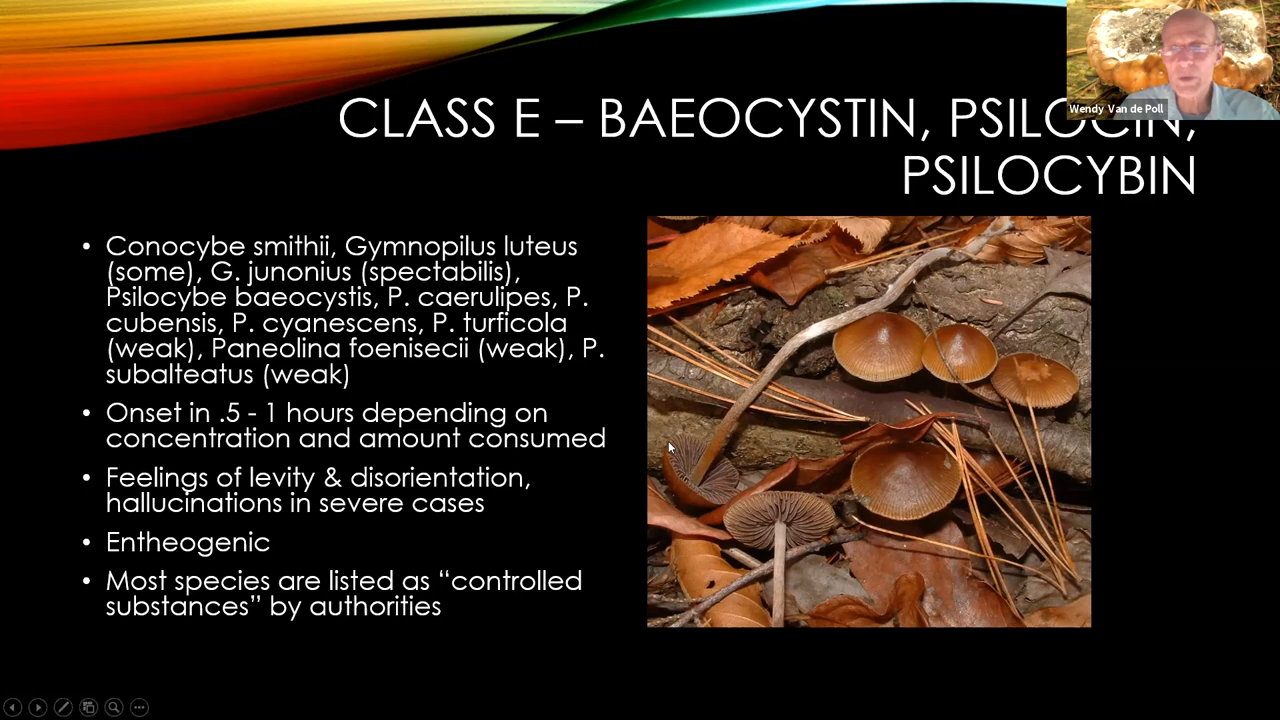 Wendy Van de Poll
CLASS E – BAEOCYSTIN, PSILOCIN,
PSILOCYBIN
• Conocybe smithii, Gymnopilus luteus
(some), G. junonius (spectabilis),
Psilocybe baeocystis, P. caerulipes, P.
cubensis, P. cyanescens, P. turficola
(weak), Paneolina foenisecii (weak), P.
subalteatus (weak)
• Onset in .5 - 1 hours depending on
concentration and amount consumed
• Feelings of levity & disorientation,
hallucinations in severe cases
• Entheogenic
• Most species are listed as “controlled
substances” by authorities